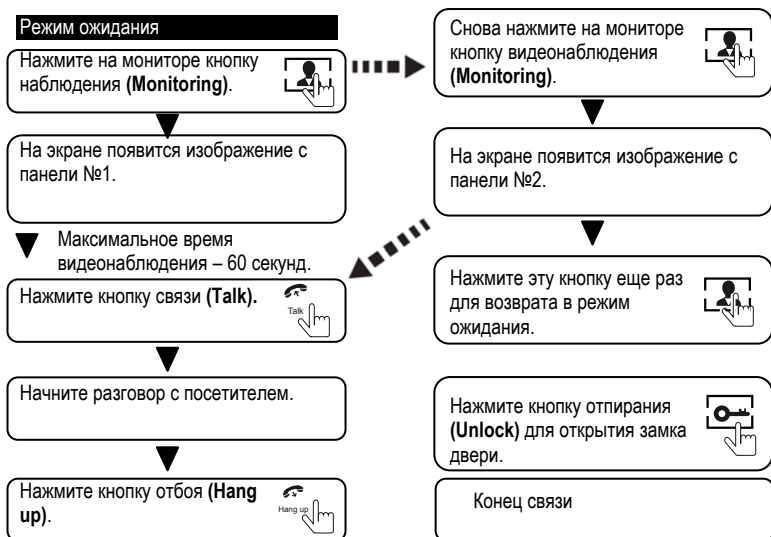 Режим ожидания
Нажмите на мониторе кнопку
наблюдения (Monitoring).
На экране появится изображение с
панели №1.
Максимальное время
видеонаблюдения – 60 секунд.
Нажмите кнопку связи (Talk).
Talk
Начните разговор с посетителем.
Нажмите кнопку отбоя (Hang
up).
Hang up
Снова нажмите на мониторе
кнопку видеонаблюдения
(Monitoring).
На экране появится изображение с
панели №2.
Нажмите эту кнопку еще раз
для возврата в режим
ожидания.
Нажмите кнопку отпирания
(Unlock) для открытия замка
двери.
Конец связи